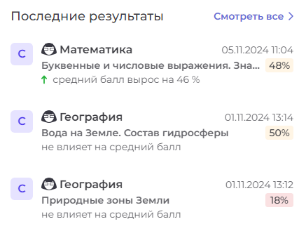 Последние результаты Смотреть все
С Математика 05.11.2024 11:04
Буквенные и числовые выражения. Зна... 48%
средний балл вырос на 46 %
С География 01.11.2024 13:14
Вода на Земле. Состав гидросферы 50%
не влияет на средний балл
С География 01.11.2024 13:12
Природные зоны Земли 18%
не влияет на средний балл